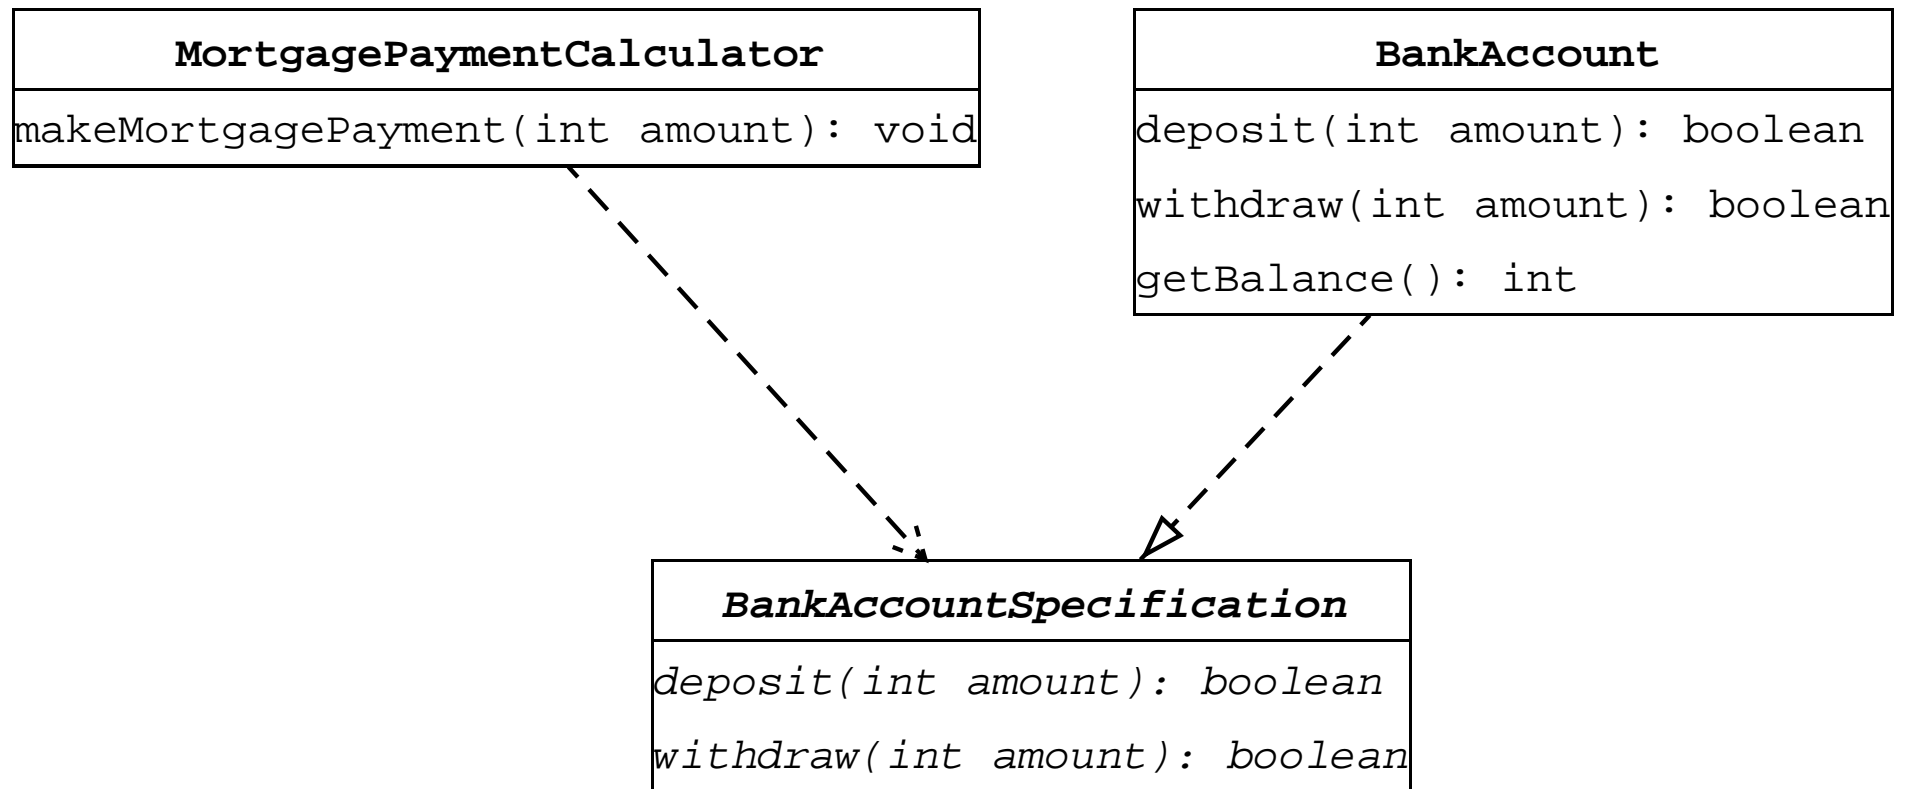 MortgagePaymentCalculator
makeMortgagePayment(int amount): void
BankAccount
deposit(int amount): boolean
withdraw(int amount): boolean
getBalance(): int
BankAccountSpecification
deposit(int amount): boolean
withdraw(int amount): boolean